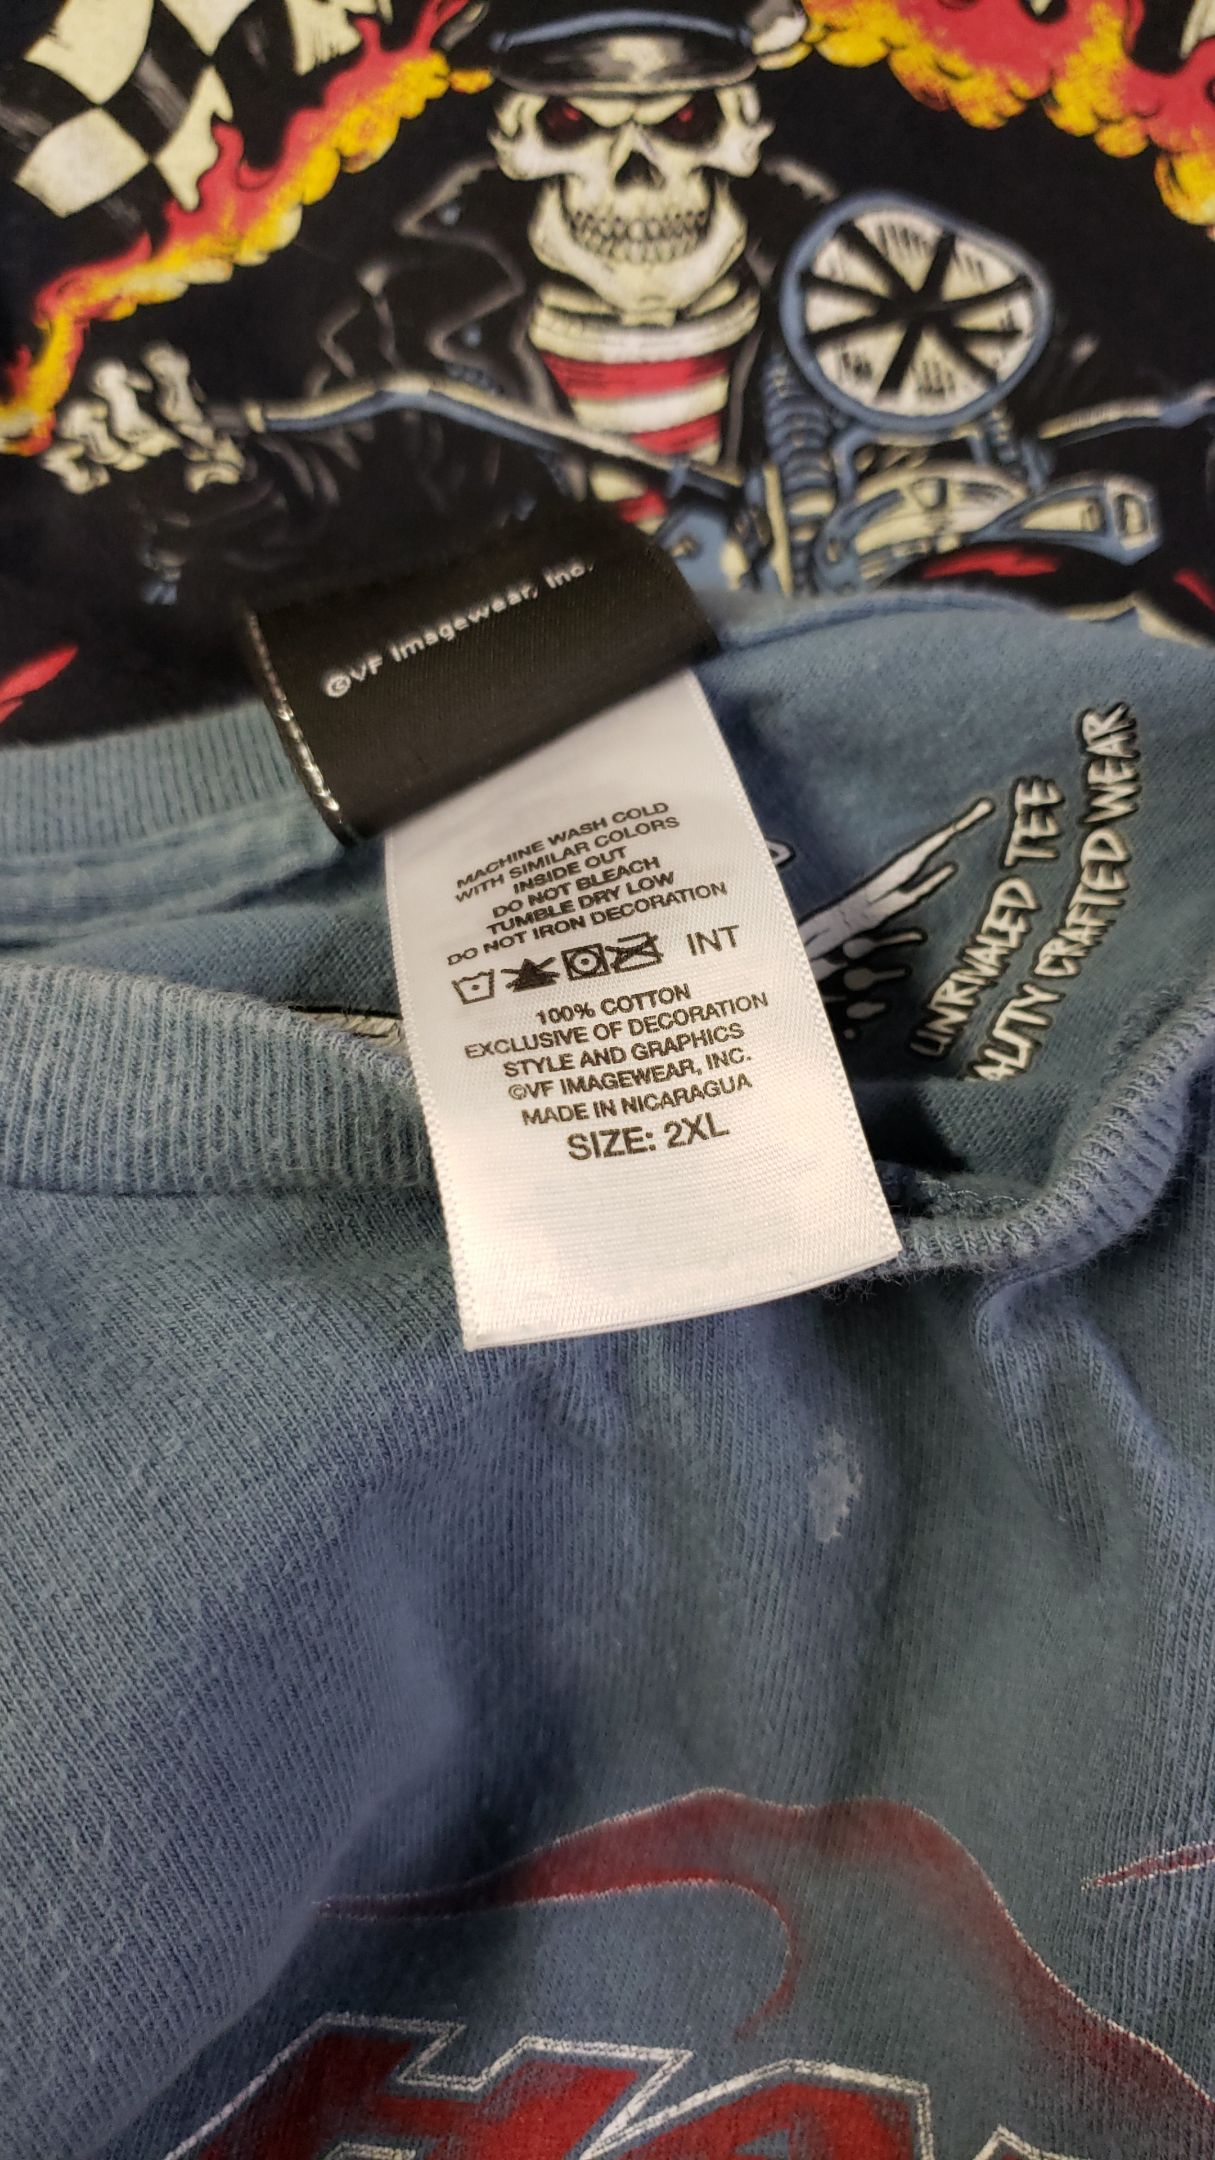 ©VF Imagewear, Inc.
MACHINE WASH COLD
WITH SIMILAR COLORS
INSIDE OUT
DO NOT BLEACH
TUMBLE DRY LOW
DO NOT IRON DECORATION
INT
100% COTTON
EXCLUSIVE OF DECORATION
STYLE AND GRAPHICS
©VF IMAGEWEAR, INC.
MADE IN NICARAGUA
SIZE: 2XL
UNRIVALED TEE
ALITY CRAFTED WEAR